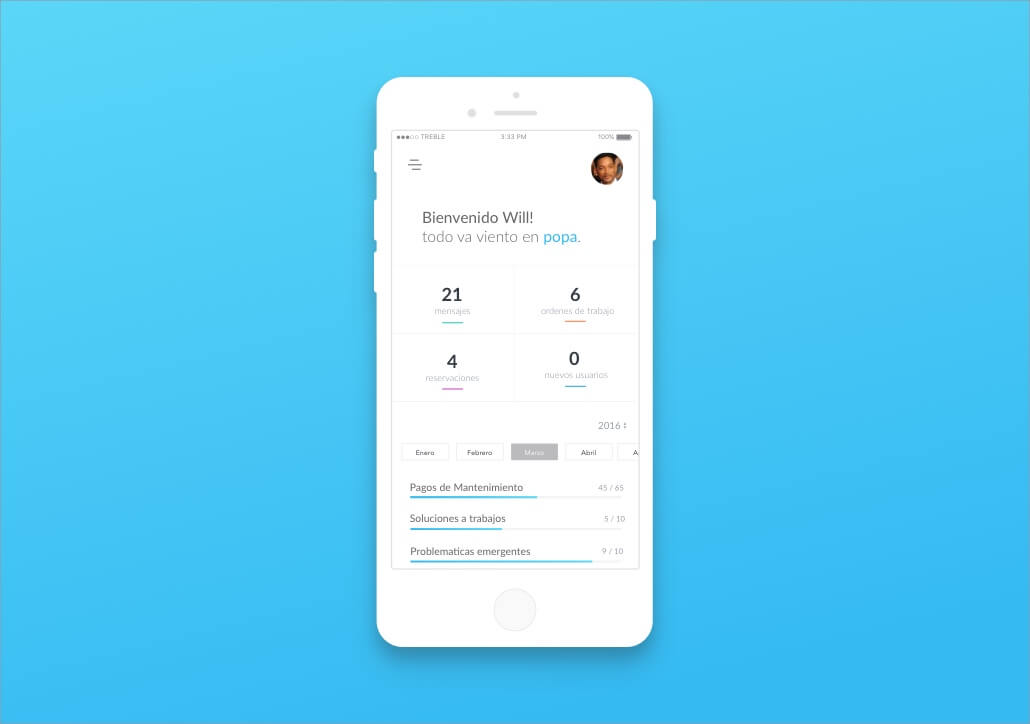 TREBLE 3:33 PM 100%
Bienvenido Will!
todo va viento en popa.
21
mensajes
6
ordenes de trabajo
4
reservaciones
0
nuevos usuarios
2016
Enero Febrero Marzo Abril A
Pagos de Mantenimiento 45 / 65
Soluciones a trabajos 5 / 10
Problematicas emergentes 9 / 10